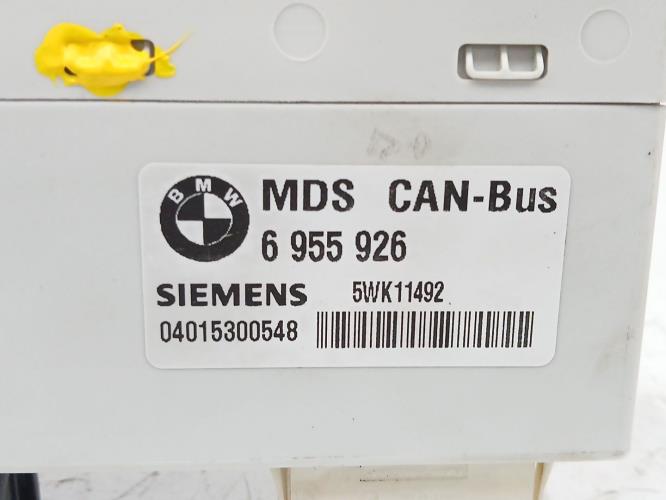 BMW
MDS CAN-Bus
6 955 926
SIEMENS 5WK11492
04015300548